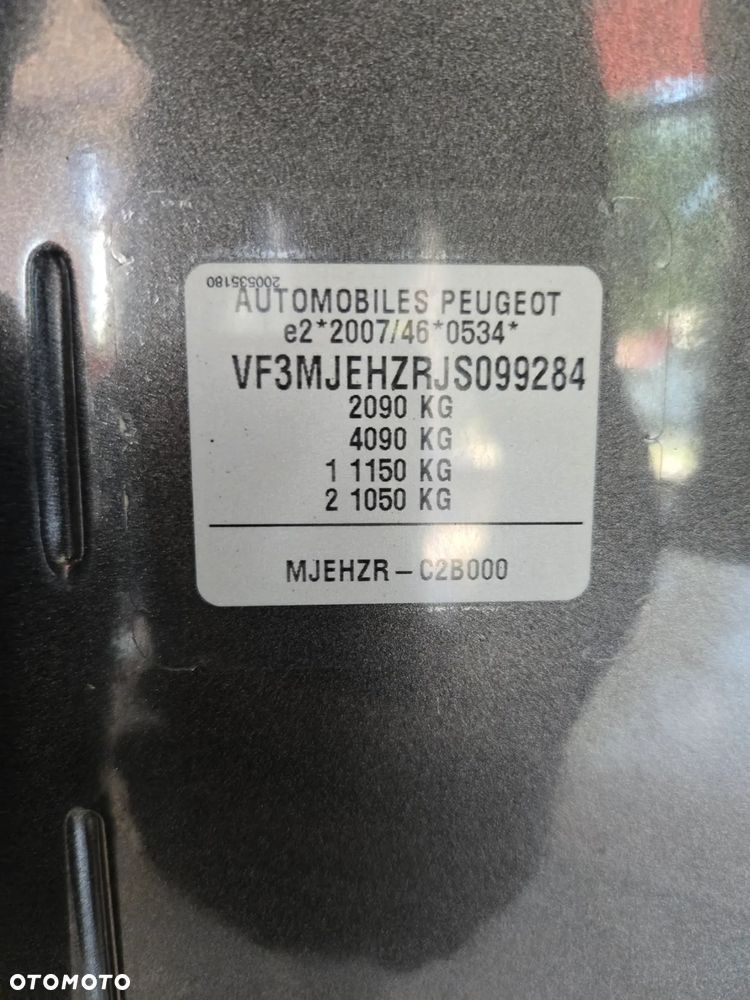 200535180
AUTOMOBILES PEUGEOT
e2*2007/46*0534*
VF3MJEHZRJS099284
2090 KG
4090 KG
1 1150 KG
2 1050 KG
MJEHZR – C2B000
OTOMOTO